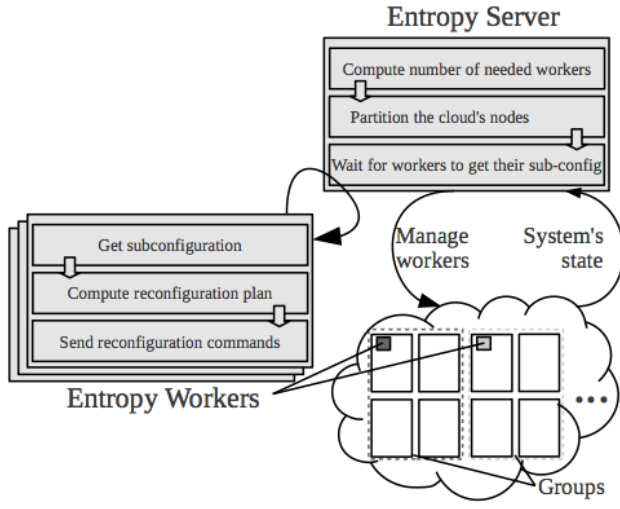 Entropy Server
Compute number of needed workers
Partition the cloud's nodes
Wait for workers to get their sub-config
Get subconfiguration
Compute reconfiguration plan
Send reconfiguration commands
Entropy Workers
Manage
workers
System's
state
Groups